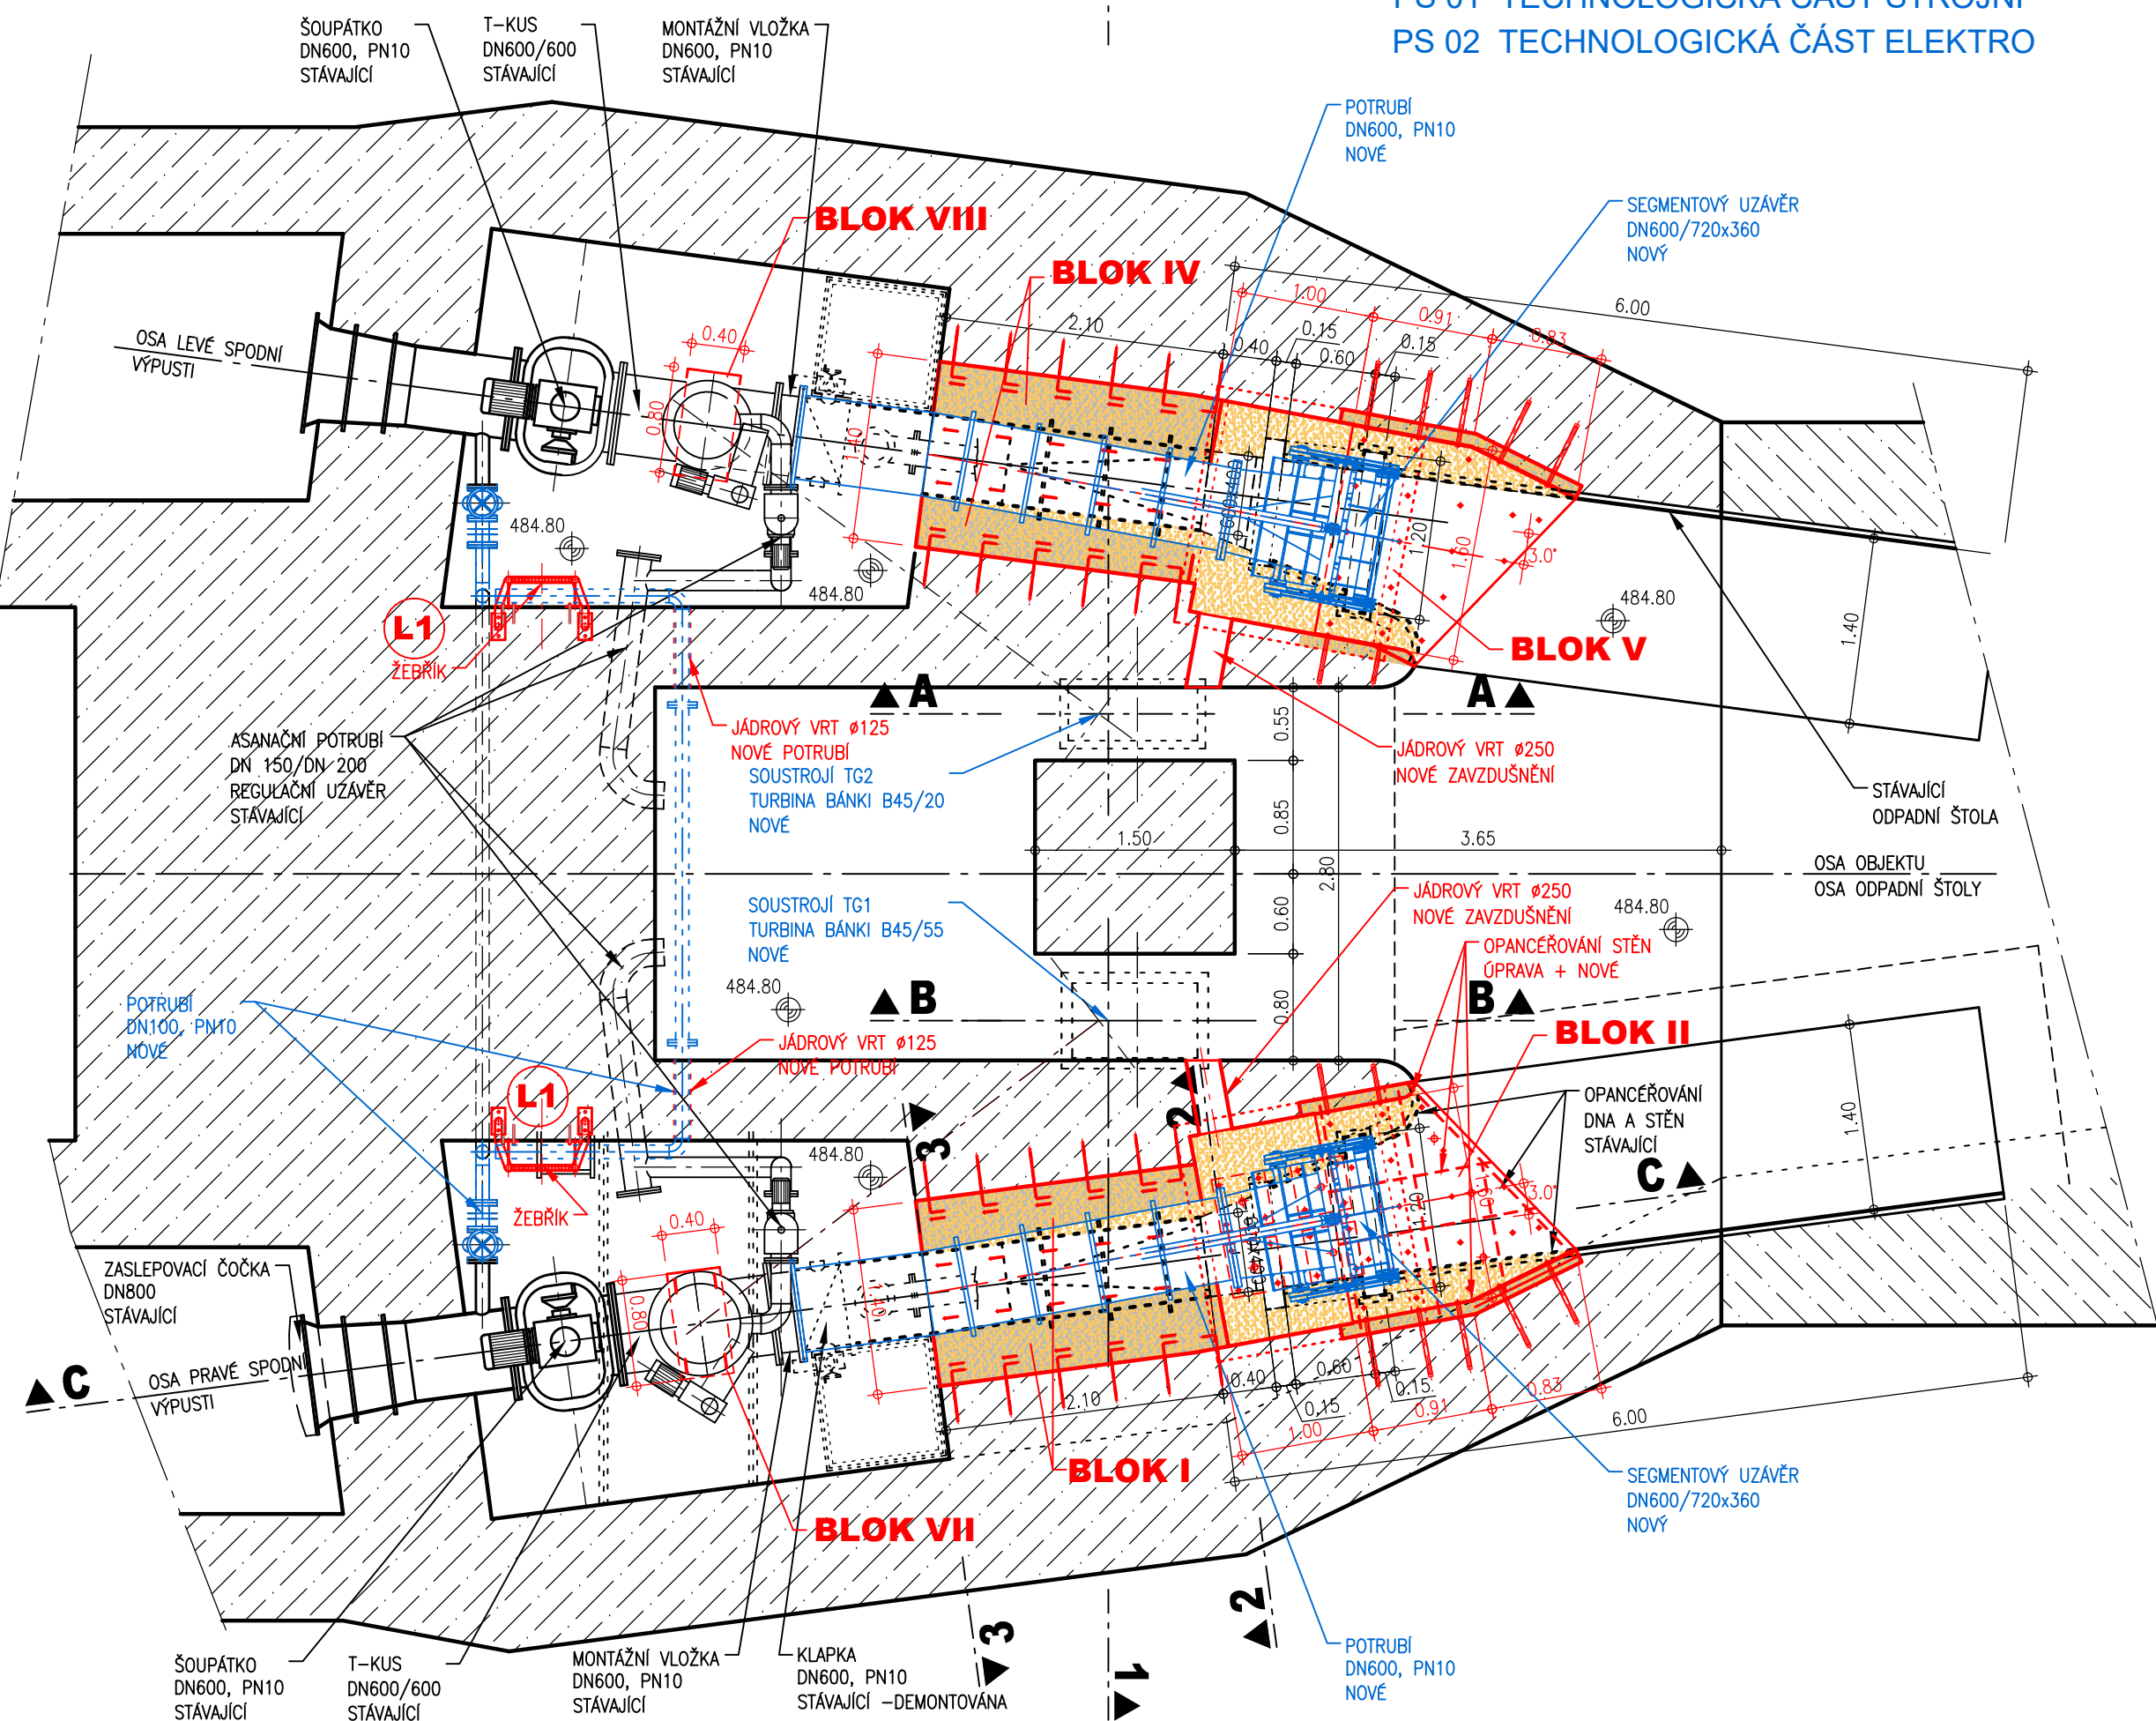 PS 01 TECHNOLOGICKÁ ČÁST STROJNÍ
PS 02 TECHNOLOGICKÁ ČÁST ELEKTRO
ŠOUPÁTKO
DN600, PN10
STÁVAJÍCÍ
T-KUS
DN600/600
STÁVAJÍCÍ
MONTÁŽNÍ VLOŽKA
DN600, PN10
STÁVAJÍCÍ
POTRUBÍ
DN600, PN10
NOVÉ
SEGMENTOVÝ UZÁVĚR
DN600/720x360
NOVÝ
BLOK VIII
BLOK IV
1.00
0.91
0.83
6.00
2.10
0.40
0.15
0.60
0.15
OSA LEVÉ SPODNÍ
VÝPUSTI
0.40
0.80
1.40
1.20
1.60
3.0°
484.80
484.80
484.80
1.40
L1
ŽEBŘÍK
BLOK V
A
A
JÁDROVÝ VRT ø125
NOVÉ POTRUBÍ
JÁDROVÝ VRT ø250
NOVÉ ZAVZDUŠNĚNÍ
ASANAČNÍ POTRUBÍ
DN 150/DN 200
REGULAČNÍ UZÁVĚR
STÁVAJÍCÍ
SOUSTROJÍ TG2
TURBINA BÁNKI B45/20
NOVÉ
0.55
0.85
STÁVAJÍCÍ
ODPADNÍ ŠTOLA
1.50
3.65
2.80
OSA OBJEKTU
OSA ODPADNÍ ŠTOLY
SOUSTROJÍ TG1
TURBINA BÁNKI B45/55
NOVÉ
0.60
0.80
JÁDROVÝ VRT ø250
NOVÉ ZAVZDUŠNĚNÍ
484.80
OPANCÉŘOVÁNÍ STĚN
ÚPRAVA + NOVÉ
484.80
B
B
POTRUBÍ
DN100, PN10
NOVÉ
JÁDROVÝ VRT ø125
NOVÉ POTRUBÍ
BLOK II
L1
2
3
OPANCÉŘOVÁNÍ
DNA A STĚN
STÁVAJÍCÍ
C
1.40
484.80
ŽEBŘÍK
0.40
0.80
1.40
1.20
1.60
3.0°
ZASLEPOVACÍ ČOČKA
DN800
STÁVAJÍCÍ
OSA PRAVÉ SPODNÍ
VÝPUSTI
C
2.10
0.40
0.60
0.15
0.15
1.00
0.91
0.83
6.00
BLOK I
BLOK VII
SEGMENTOVÝ UZÁVĚR
DN600/720x360
NOVÝ
2
3
1
ŠOUPÁTKO
DN600, PN10
STÁVAJÍCÍ
T-KUS
DN600/600
STÁVAJÍCÍ
MONTÁŽNÍ VLOŽKA
DN600, PN10
STÁVAJÍCÍ
KLAPKA
DN600, PN10
STÁVAJÍCÍ -DEMONTOVÁNA
POTRUBÍ
DN600, PN10
NOVÉ